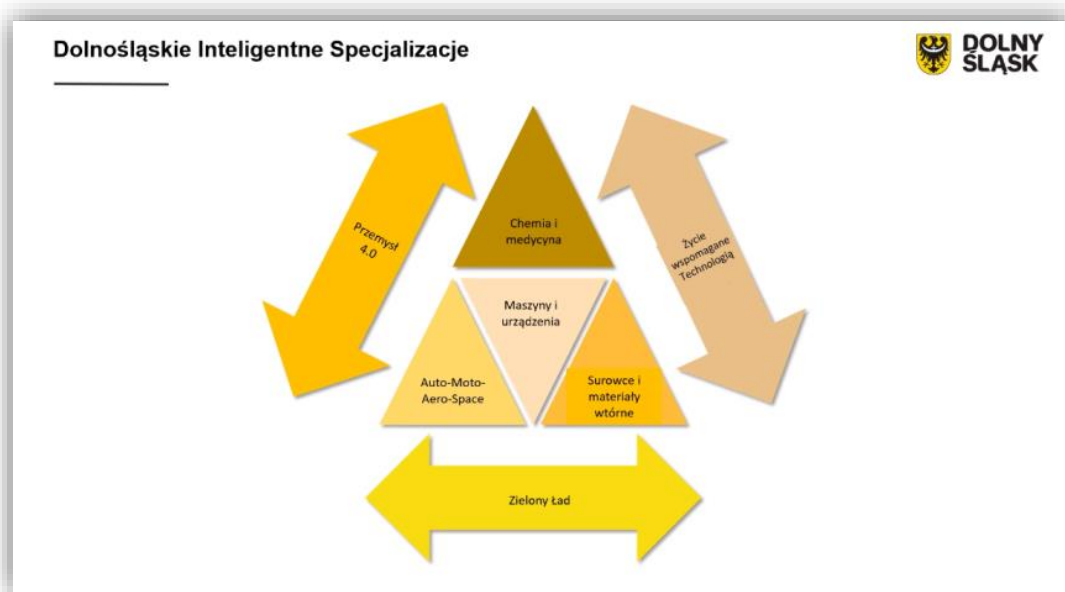 Dolnośląskie Inteligentne Specjalizacje
DOLNY
ŚLĄSK
Przemysł
4.0
Chemia i
medycyna
Życie
wspomagane
Technologią
Maszyny i
urządzenia
Auto-Moto-
Aero-Space
Surowce i
materiały
wtórne
Zielony Ład